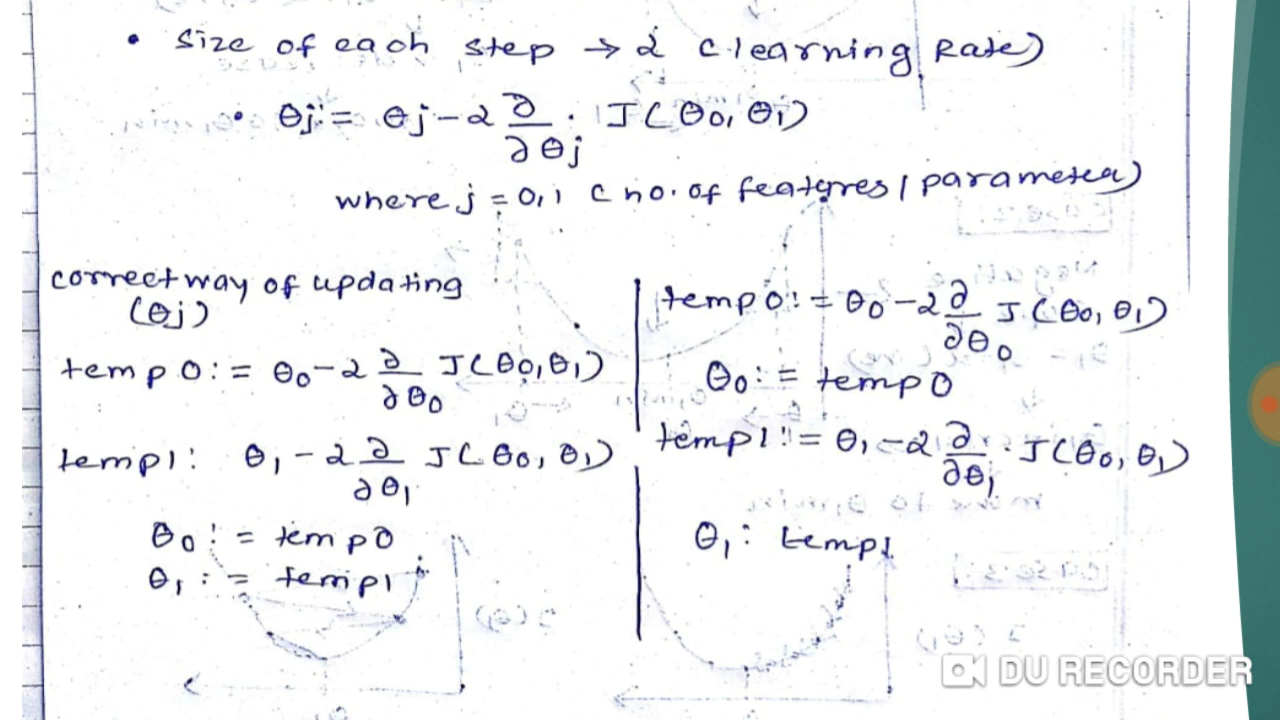 • size of each step → α (learning Rate)
• θj := θj - α ∂/∂θj . J(θ0, θ1)
where j = 0,1 (no. of features / parameter)
correct way of updating
(θj)
temp0 := θ0 - α ∂/∂θ0 J(θ0, θ1)
temp1: θ1 - α ∂/∂θ1 J(θ0, θ1)
θ0 := temp0
θ1 := temp1
temp0 := θ0 - α ∂/∂θ0 J(θ0, θ1)
θ0 := temp0
temp1 := θ1 - α ∂/∂θ1 . J(θ0, θ1)
θ1 : temp1
DU RECORDER